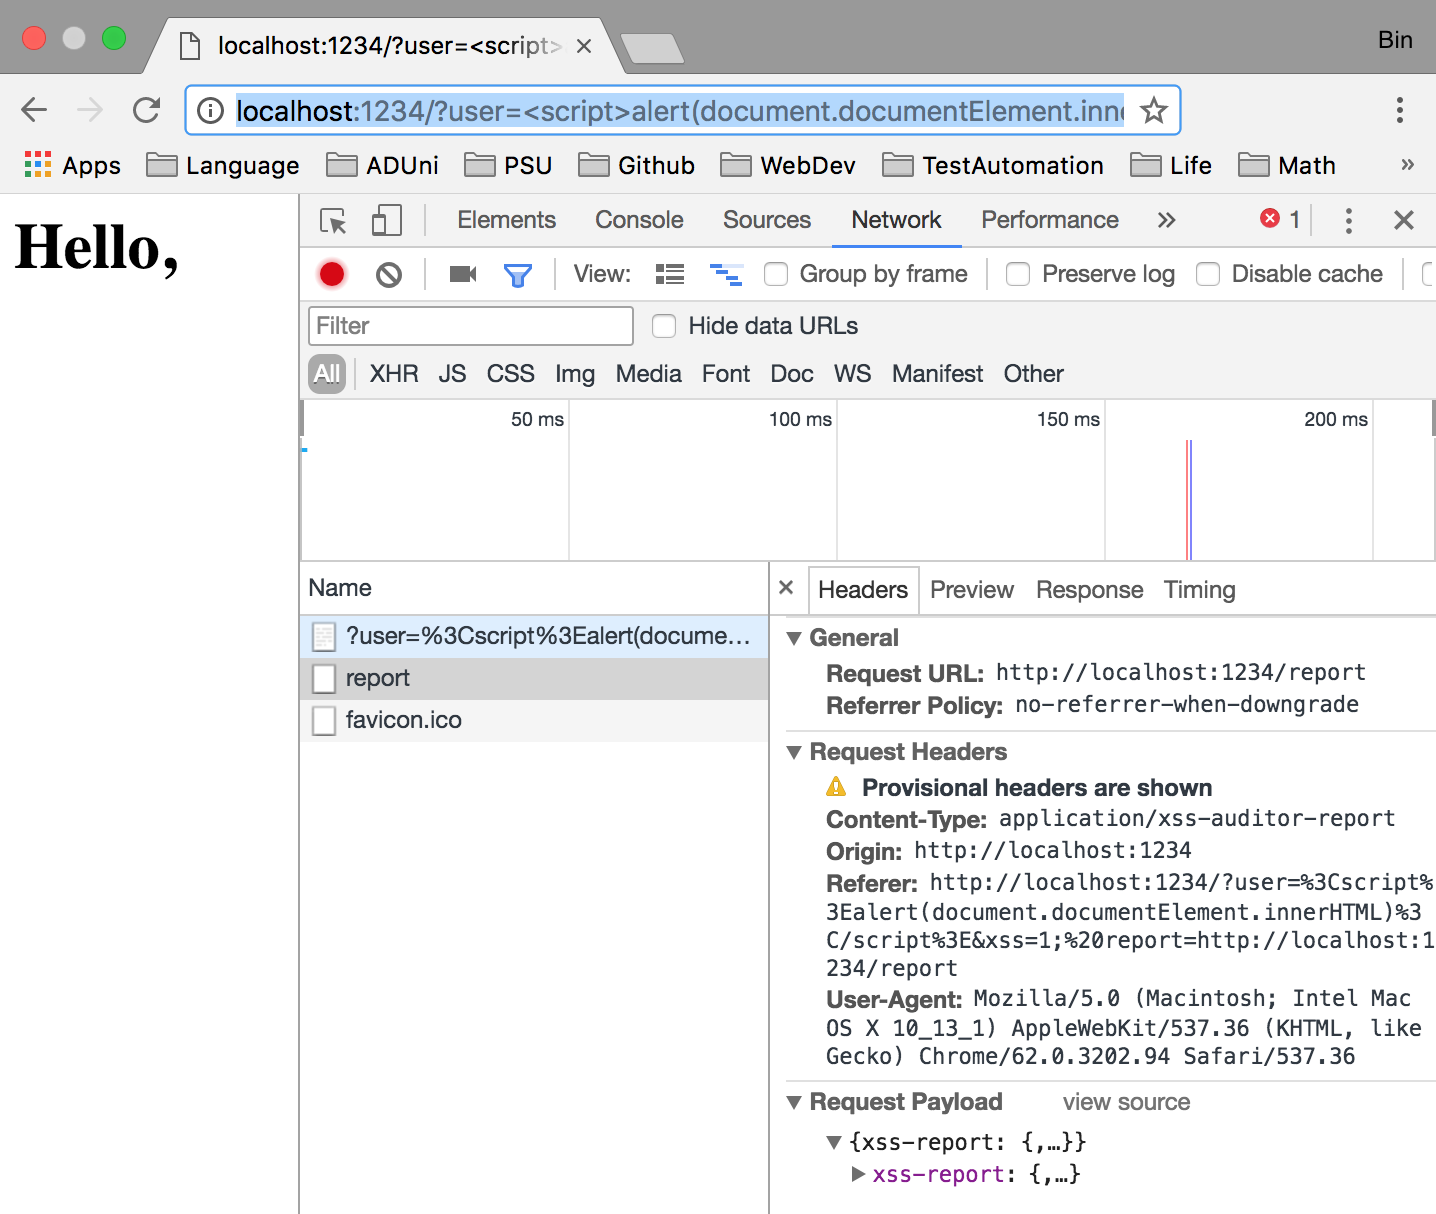 localhost:1234/?user=<script>
Bin
localhost:1234/?user=<script>alert(document.documentElement.inne
Apps Language ADUni PSU Github WebDev TestAutomation Life Math »
Hello,
Elements Console Sources Network Performance » 1
View: Group by frame Preserve log Disable cache
Filter Hide data URLs
All XHR JS CSS Img Media Font Doc WS Manifest Other
50 ms 100 ms 150 ms 200 ms
Name
?user=%3Cscript%3Ealert(docume...
report
favicon.ico
Headers Preview Response Timing
General
Request URL: http://localhost:1234/report
Referrer Policy: no-referrer-when-downgrade
Request Headers
Provisional headers are shown
Content-Type: application/xss-auditor-report
Origin: http://localhost:1234
Referer: http://localhost:1234/?user=%3Cscript%
3Ealert(document.documentElement.innerHTML)%3
C/script%3E&xss=1;%20report=http://localhost:1
234/report
User-Agent: Mozilla/5.0 (Macintosh; Intel Mac
OS X 10_13_1) AppleWebKit/537.36 (KHTML, like
Gecko) Chrome/62.0.3202.94 Safari/537.36
Request Payload view source
{xss-report: {,…}}
xss-report: {,…}